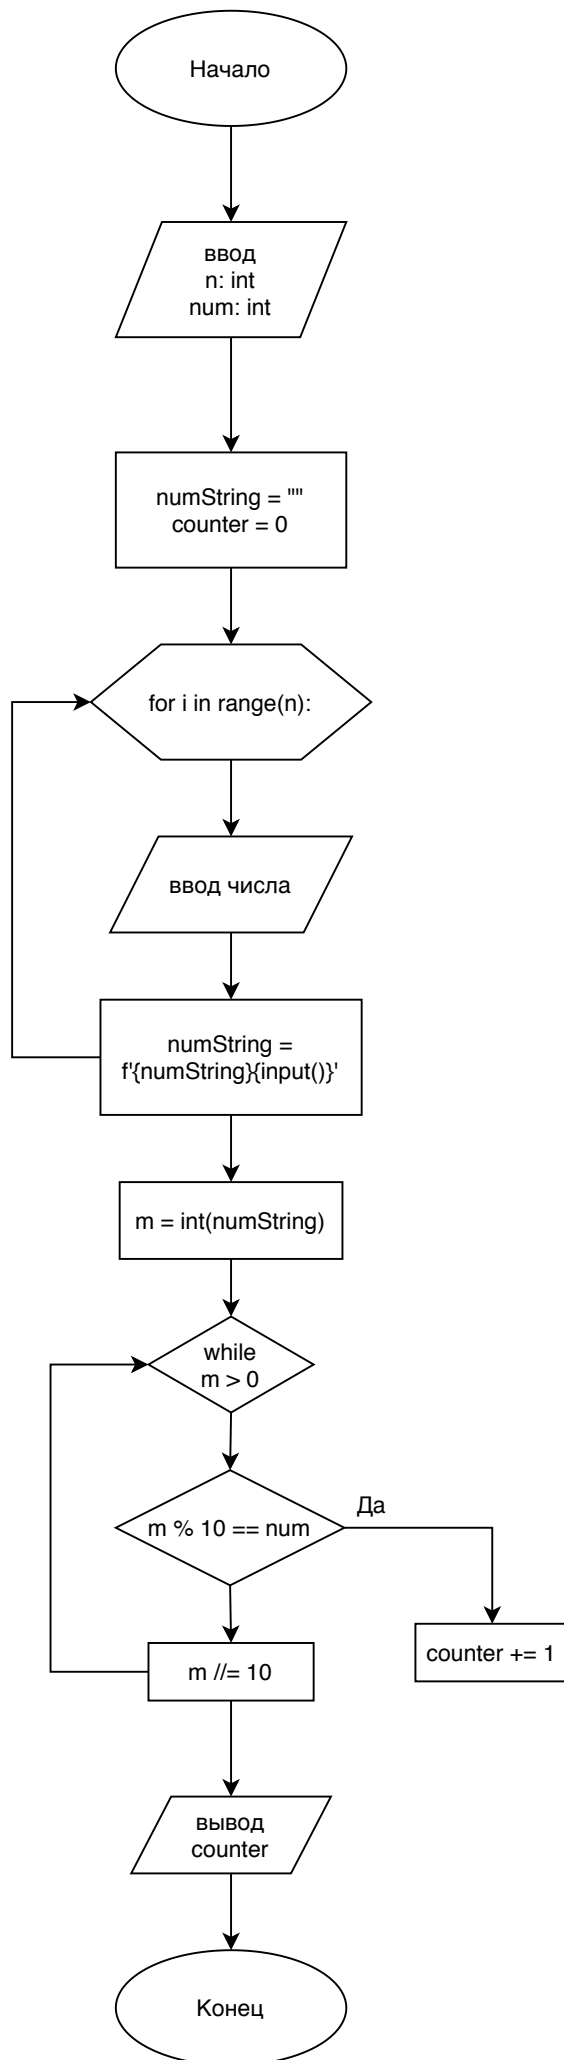 Начало
ввод
n: int
num: int
numString = ""
counter = 0
for i in range(n):
ввод числа
numString =
f'{numString}{input()}'
m = int(numString)
while
m > 0
m % 10 == num
Да
counter += 1
m //= 10
вывод
counter
Конец